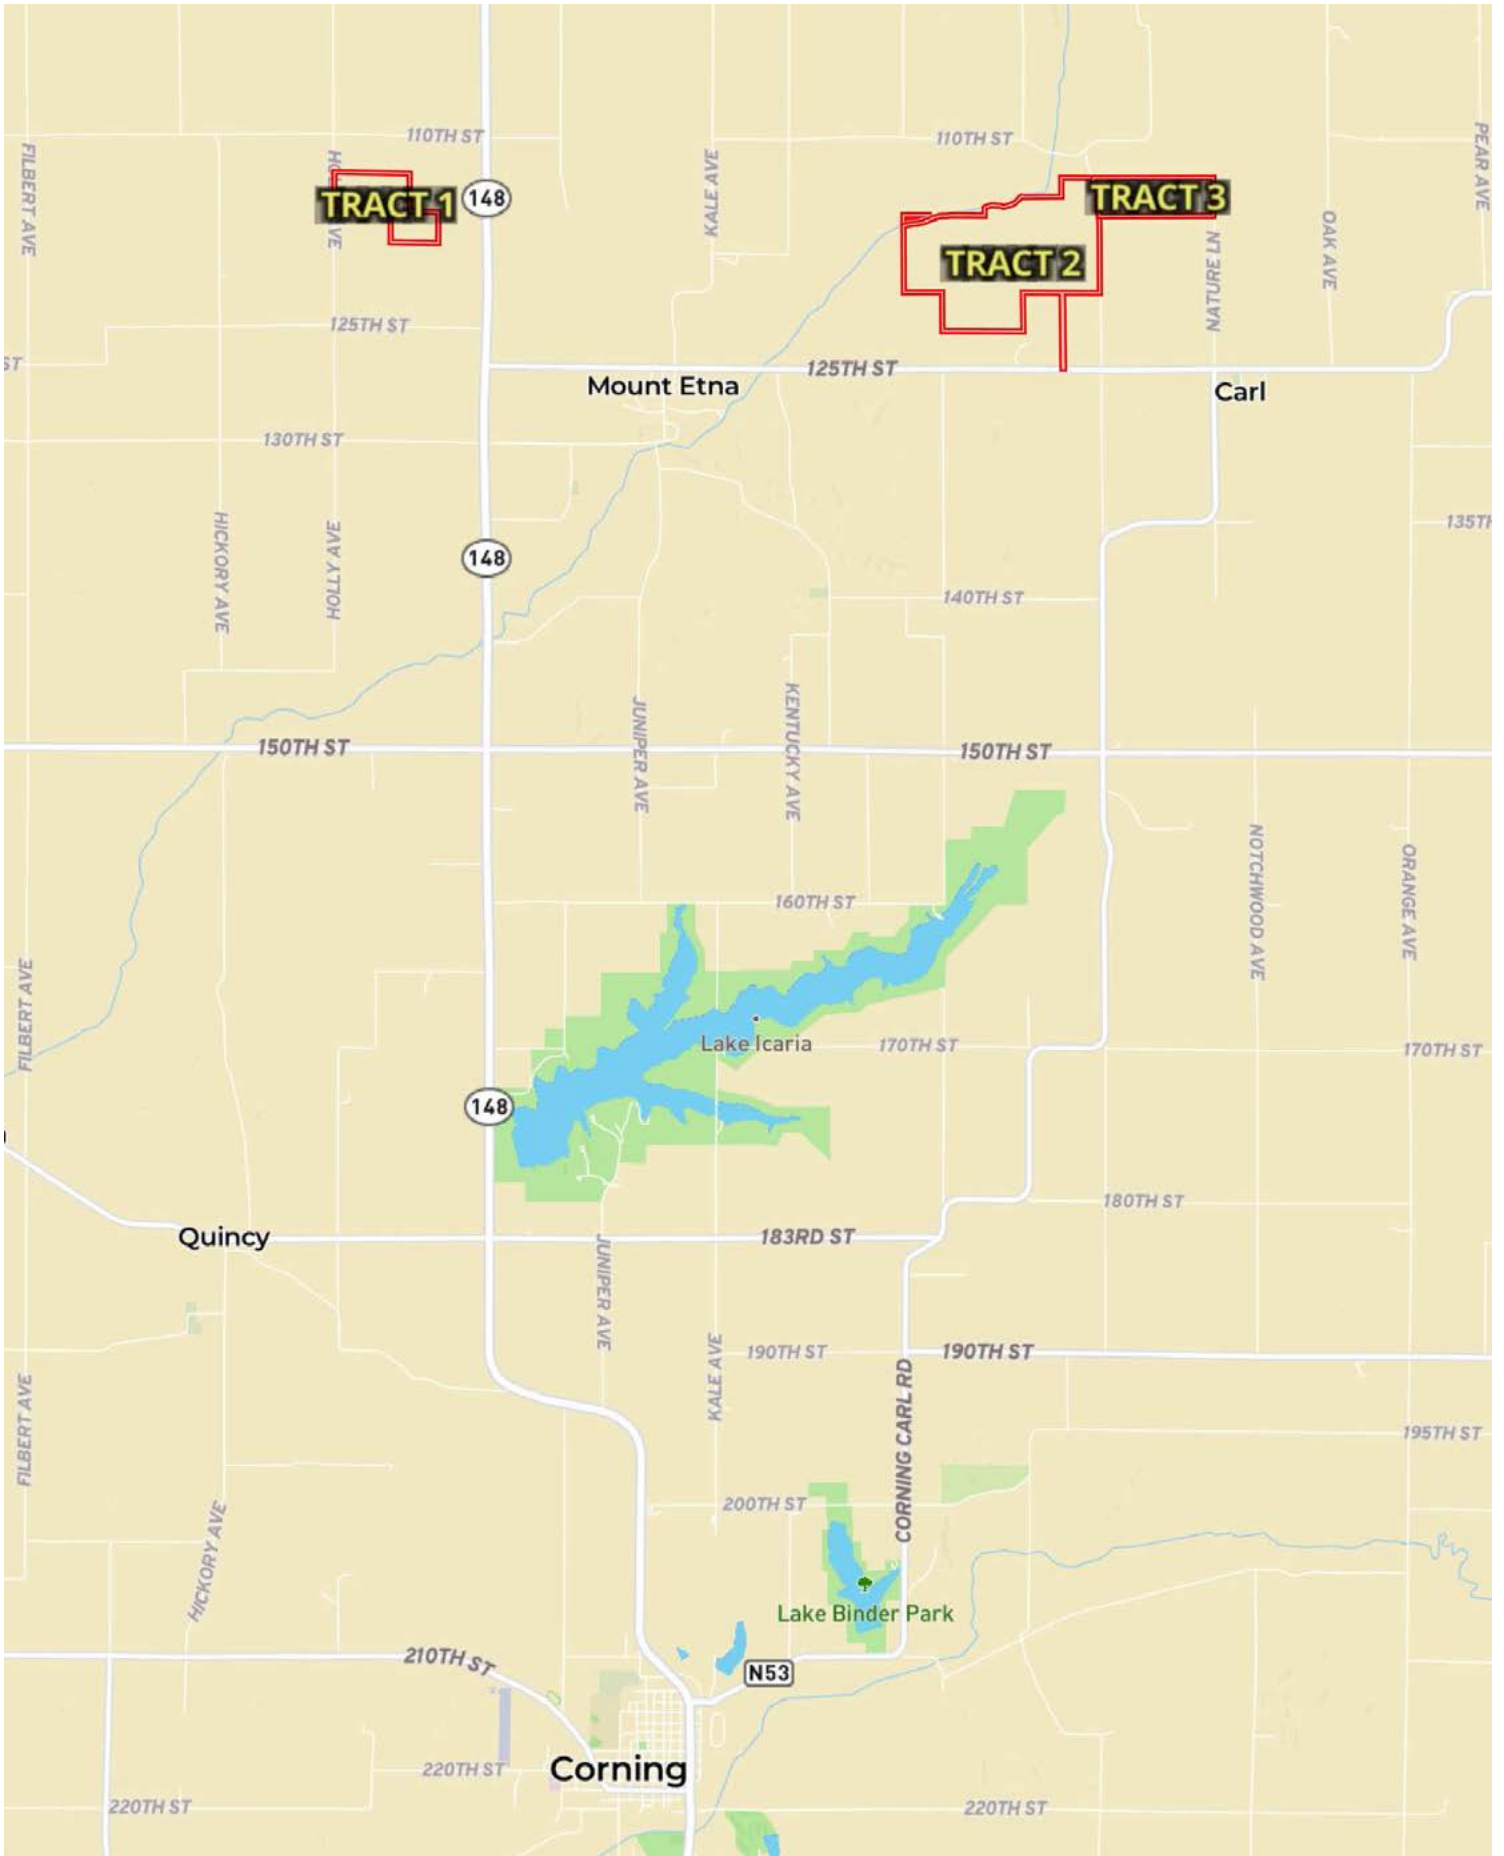 110TH ST
110TH ST
FILBERT AVE
KALE AVE
PEAR AVE
TRACT 1
148
TRACT 3
TRACT 2
NATURE LN
OAK AVE
125TH ST
ST
125TH ST
Mount Etna
Carl
130TH ST
HICKORY AVE
HOLLY AVE
148
135TH
140TH ST
JUNIPER AVE
KENTUCKY AVE
150TH ST
150TH ST
NOTCHWOOD AVE
ORANGE AVE
160TH ST
FILBERT AVE
Lake Icaria
170TH ST
170TH ST
148
180TH ST
Quincy
183RD ST
JUNIPER AVE
KALE AVE
190TH ST
190TH ST
CORNING CARL RD
FILBERT AVE
195TH ST
HICKORY AVE
200TH ST
Lake Binder Park
210TH ST
N53
Corning
220TH ST
220TH ST
220TH ST